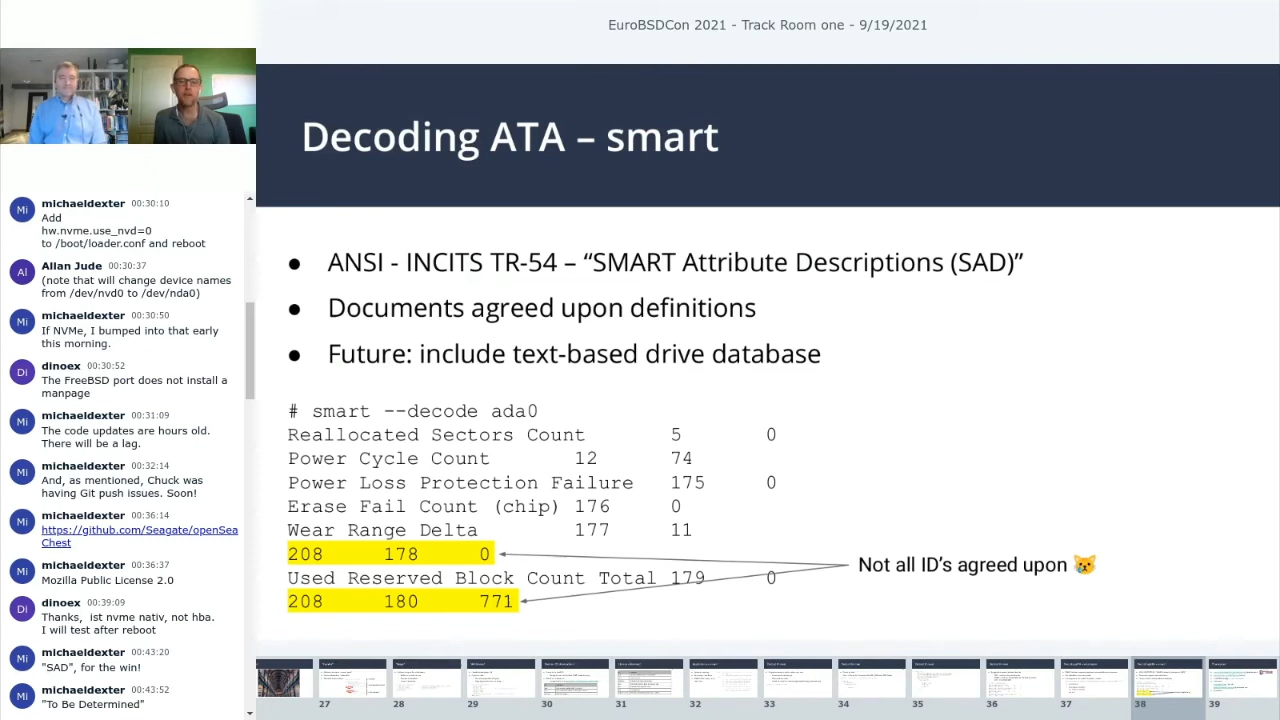 EuroBSDCon 2021 - Track Room one - 9/19/2021
Mi
michaeldexter 00:30:10
Add
hw.nvme.use_nvd=0
to /boot/loader.conf and reboot
Al
Allan Jude 00:30:37
(note that will change device names
from /dev/nvd0 to /dev/nda0)
Mi
michaeldexter 00:30:50
If NVMe, I bumped into that early
this morning.
Di
dinoex 00:30:52
The FreeBSD port does not install a
manpage
Mi
michaeldexter 00:31:09
The code updates are hours old.
There will be a lag.
Mi
michaeldexter 00:32:14
And, as mentioned, Chuck was
having Git push issues. Soon!
Mi
michaeldexter 00:36:14
https://github.com/Seagate/openSea
Chest
Mi
michaeldexter 00:36:37
Mozilla Public License 2.0
Di
dinoex 00:39:09
Thanks, ist nvme nativ, not hba.
I will test after reboot
Mi
michaeldexter 00:43:20
"SAD", for the win!
Mi
michaeldexter 00:43:52
"To Be Determined"
Decoding ATA – smart
● ANSI - INCITS TR-54 – “SMART Attribute Descriptions (SAD)”
● Documents agreed upon definitions
● Future: include text-based drive database
# smart --decode ada0
Reallocated Sectors Count 5 0
Power Cycle Count 12 74
Power Loss Protection Failure 175 0
Erase Fail Count (chip) 176 0
Wear Range Delta 177 11
208 178 0
Used Reserved Block Count Total 179 0
208 180 771
Not all ID’s agreed upon 😿
27 28 29 30 31 32 33 34 35 36 37 38 39